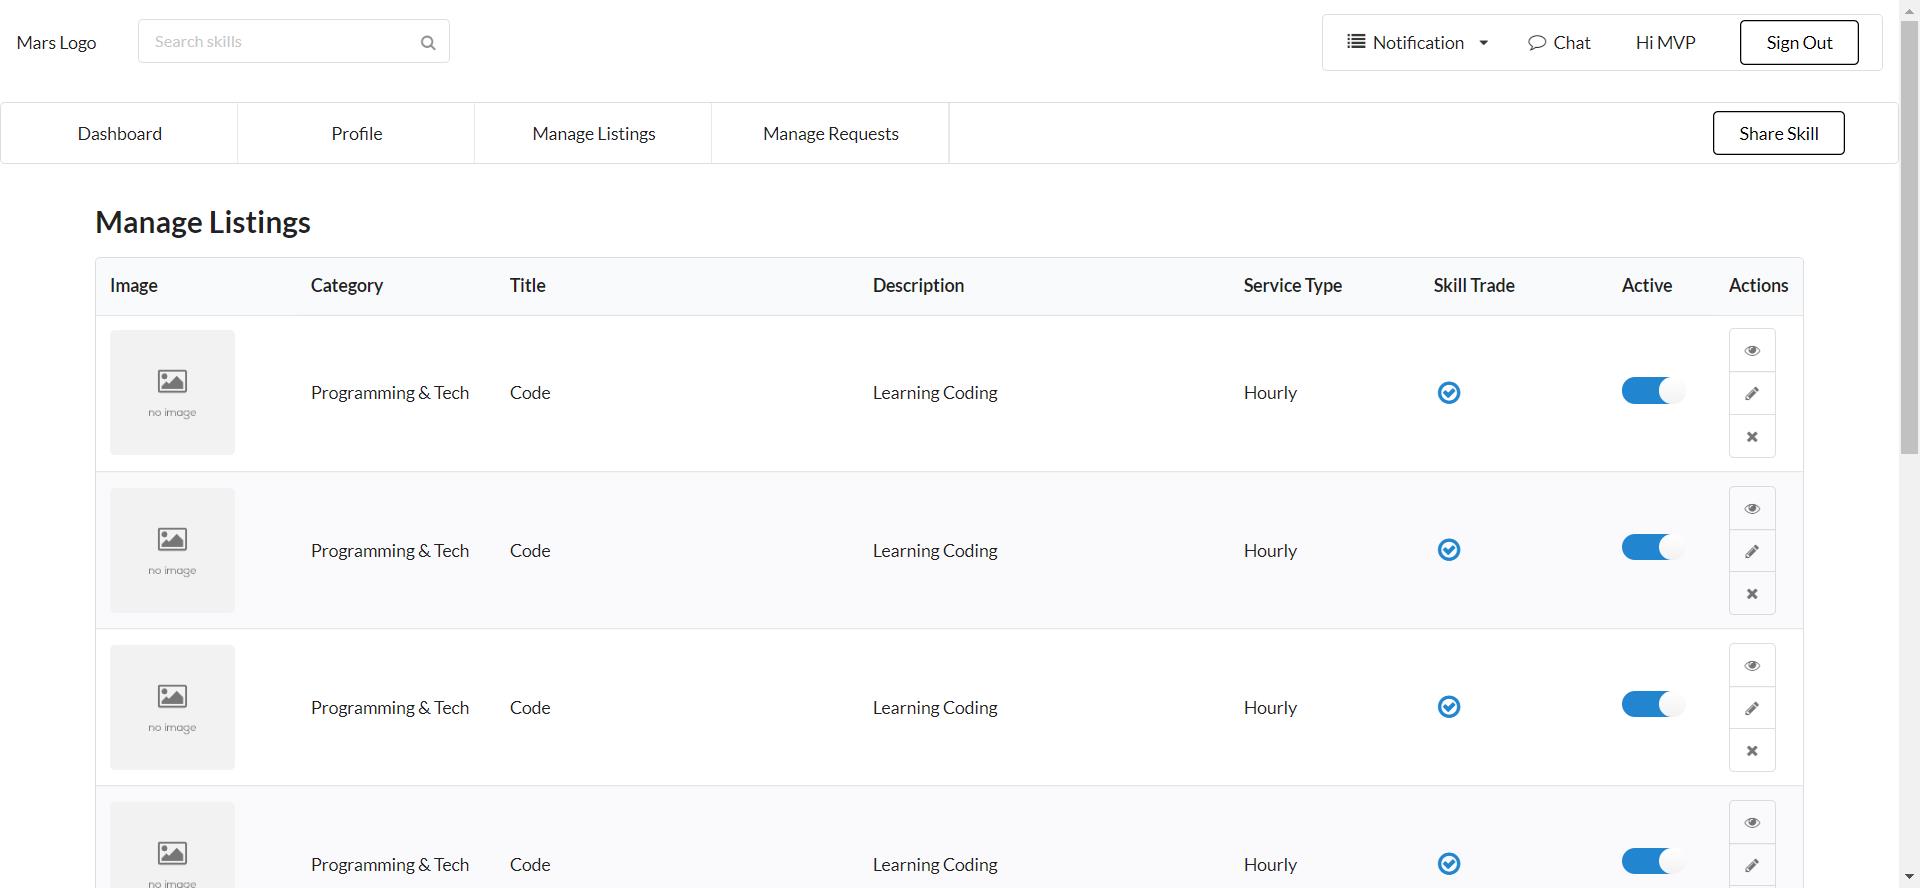 Mars Logo
Search skills
Notification
Chat
Hi MVP
Sign Out
Dashboard
Profile
Manage Listings
Manage Requests
Share Skill
Manage Listings
Image Category Title Description Service Type Skill Trade Active Actions
no image
Programming & Tech Code Learning Coding Hourly
no image
Programming & Tech Code Learning Coding Hourly
no image
Programming & Tech Code Learning Coding Hourly
no image
Programming & Tech Code Learning Coding Hourly